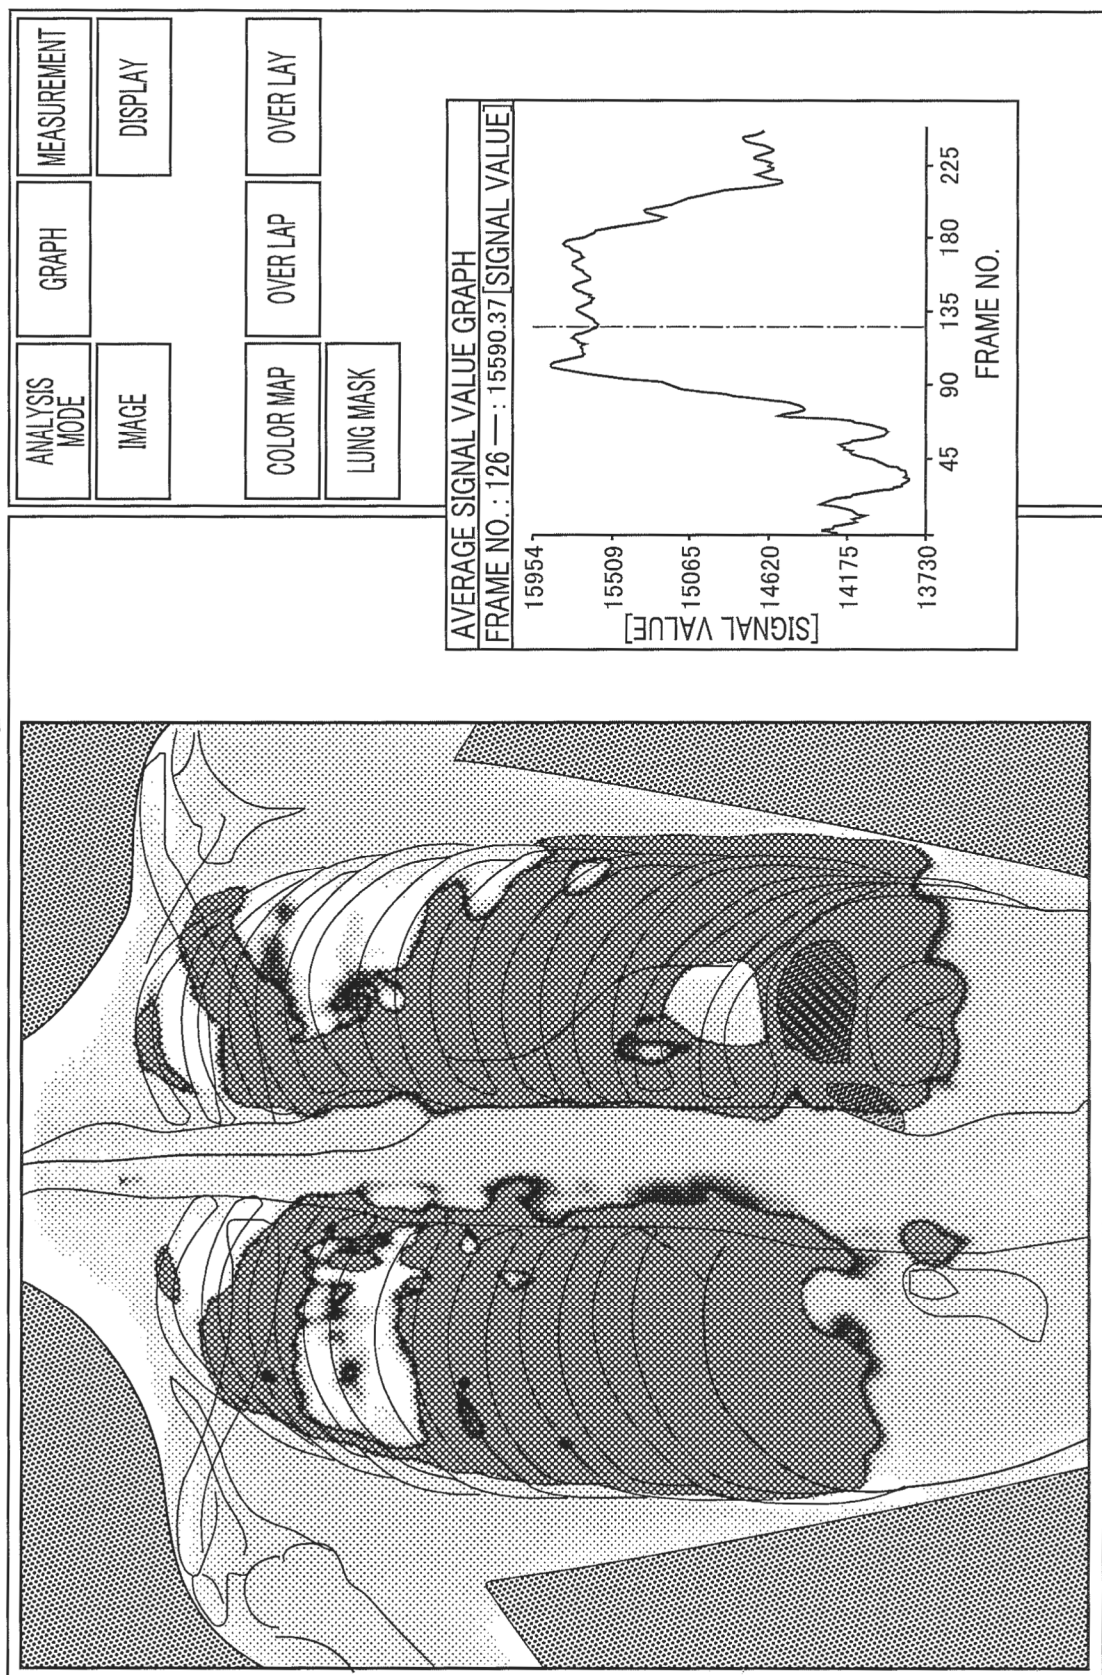 ANALYSIS
MODE
GRAPH
MEASUREMENT
IMAGE
DISPLAY
COLOR MAP
OVER LAP
OVER LAY
LUNG MASK
AVERAGE SIGNAL VALUE GRAPH
FRAME NO. : 126 — : 15590.37[SIGNAL VALUE]
15954
15509
15065
14620
14175
13730
[SIGNAL VALUE]
45
90
135
180
225
FRAME NO.